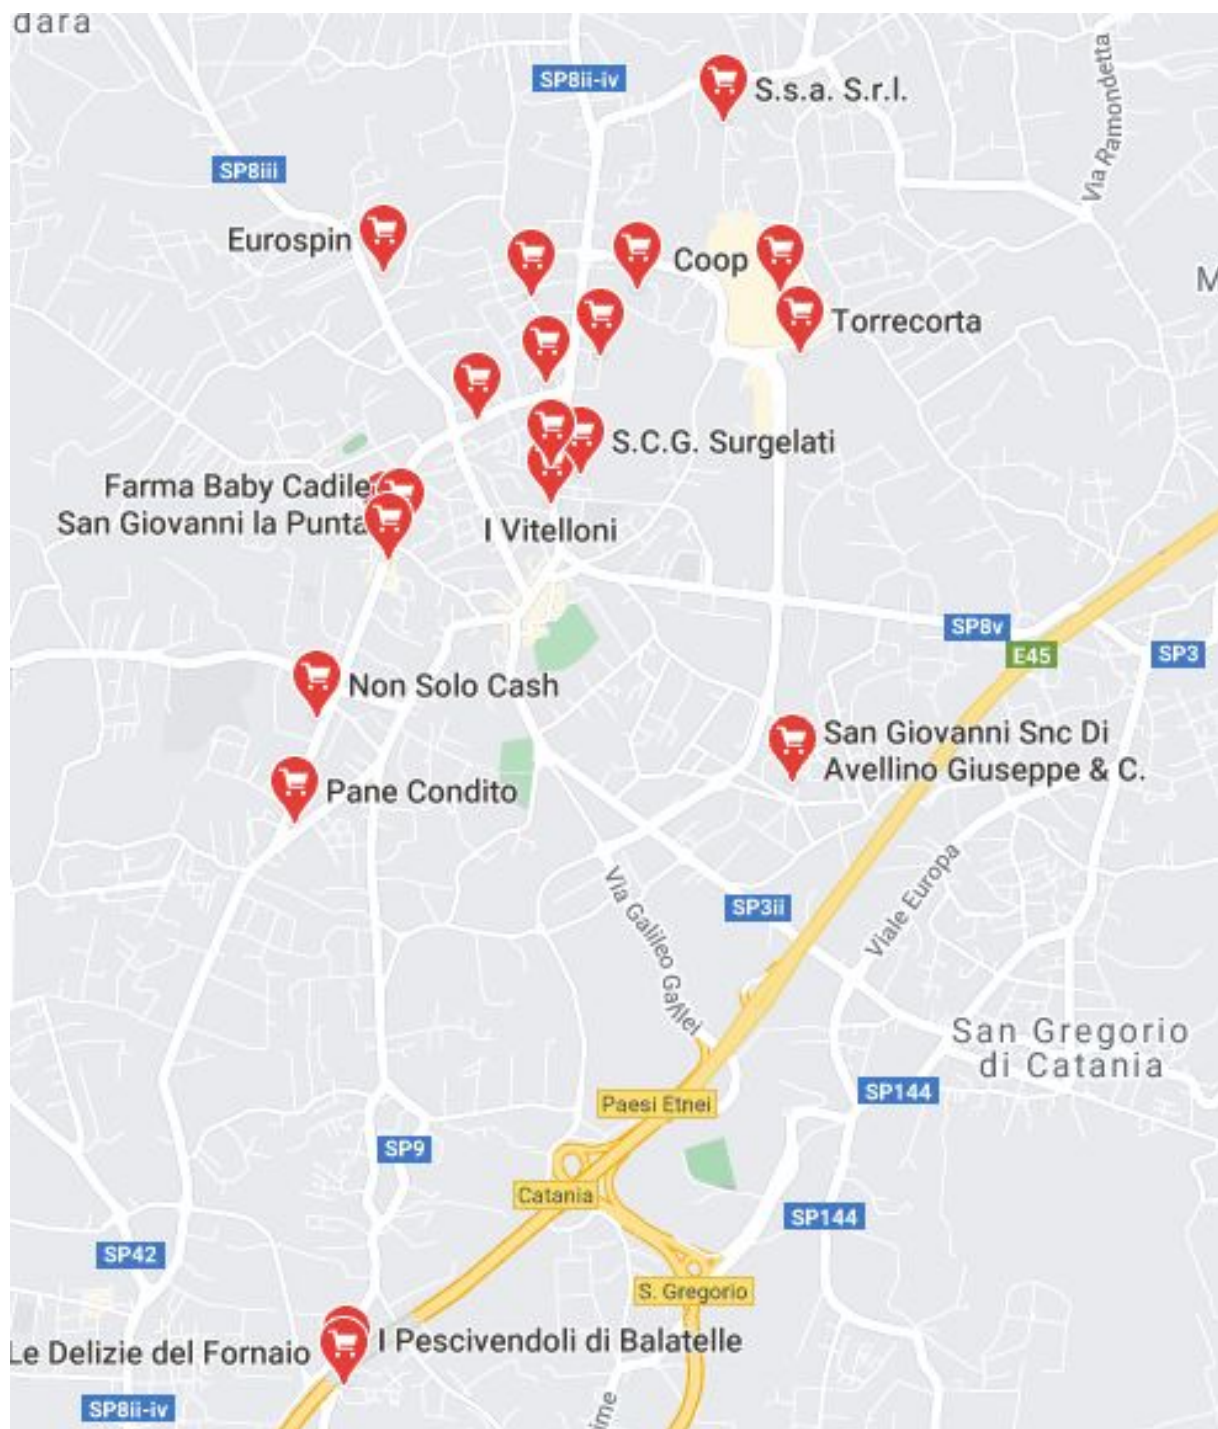 dara
SP8ii-iv
S.s.a. S.r.l.
Via Ramondetta
SP8iii
Eurospin
Coop
M
Torrecorta
S.C.G. Surgelati
Farma Baby Cadile
San Giovanni la Punta
I Vitelloni
SP8v
E45
SP3
Non Solo Cash
San Giovanni Snc Di
Avellino Giuseppe & C.
Pane Condito
Viale Europa
Via Galileo Galilei
SP3ii
San Gregorio
di Catania
SP144
Paesi Etnei
SP9
Catania
SP144
SP42
S. Gregorio
I Pescivendoli di Balatelle
Le Delizie del Fornaio
SP8ii-iv
ime